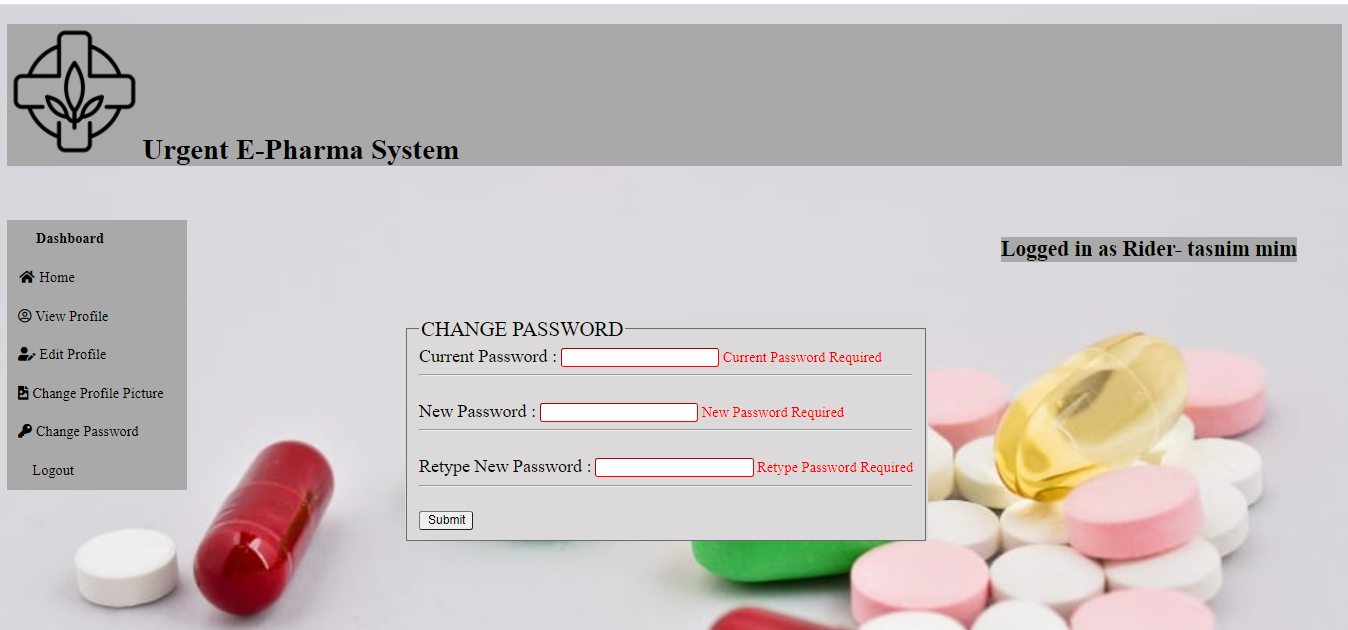 Urgent E-Pharma System
Dashboard
Home
View Profile
Edit Profile
Change Profile Picture
Change Password
Logout
Logged in as Rider- tasnim mim
CHANGE PASSWORD
Current Password : Current Password Required
New Password : New Password Required
Retype New Password : Retype Password Required
Submit